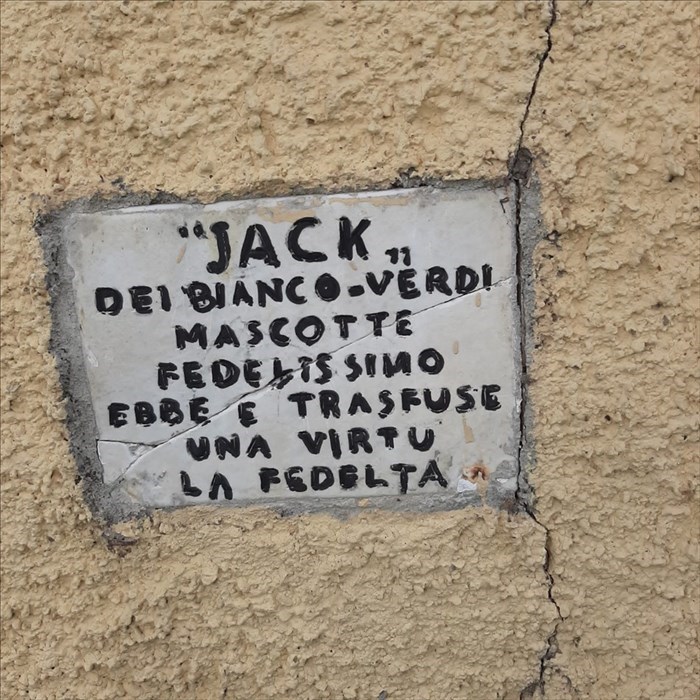 "JACK„
DEI BIANCO-VERDI
MASCOTTE
FEDELISSIMO
EBBE E TRASFUSE
UNA VIRTU
LA FEDELTA